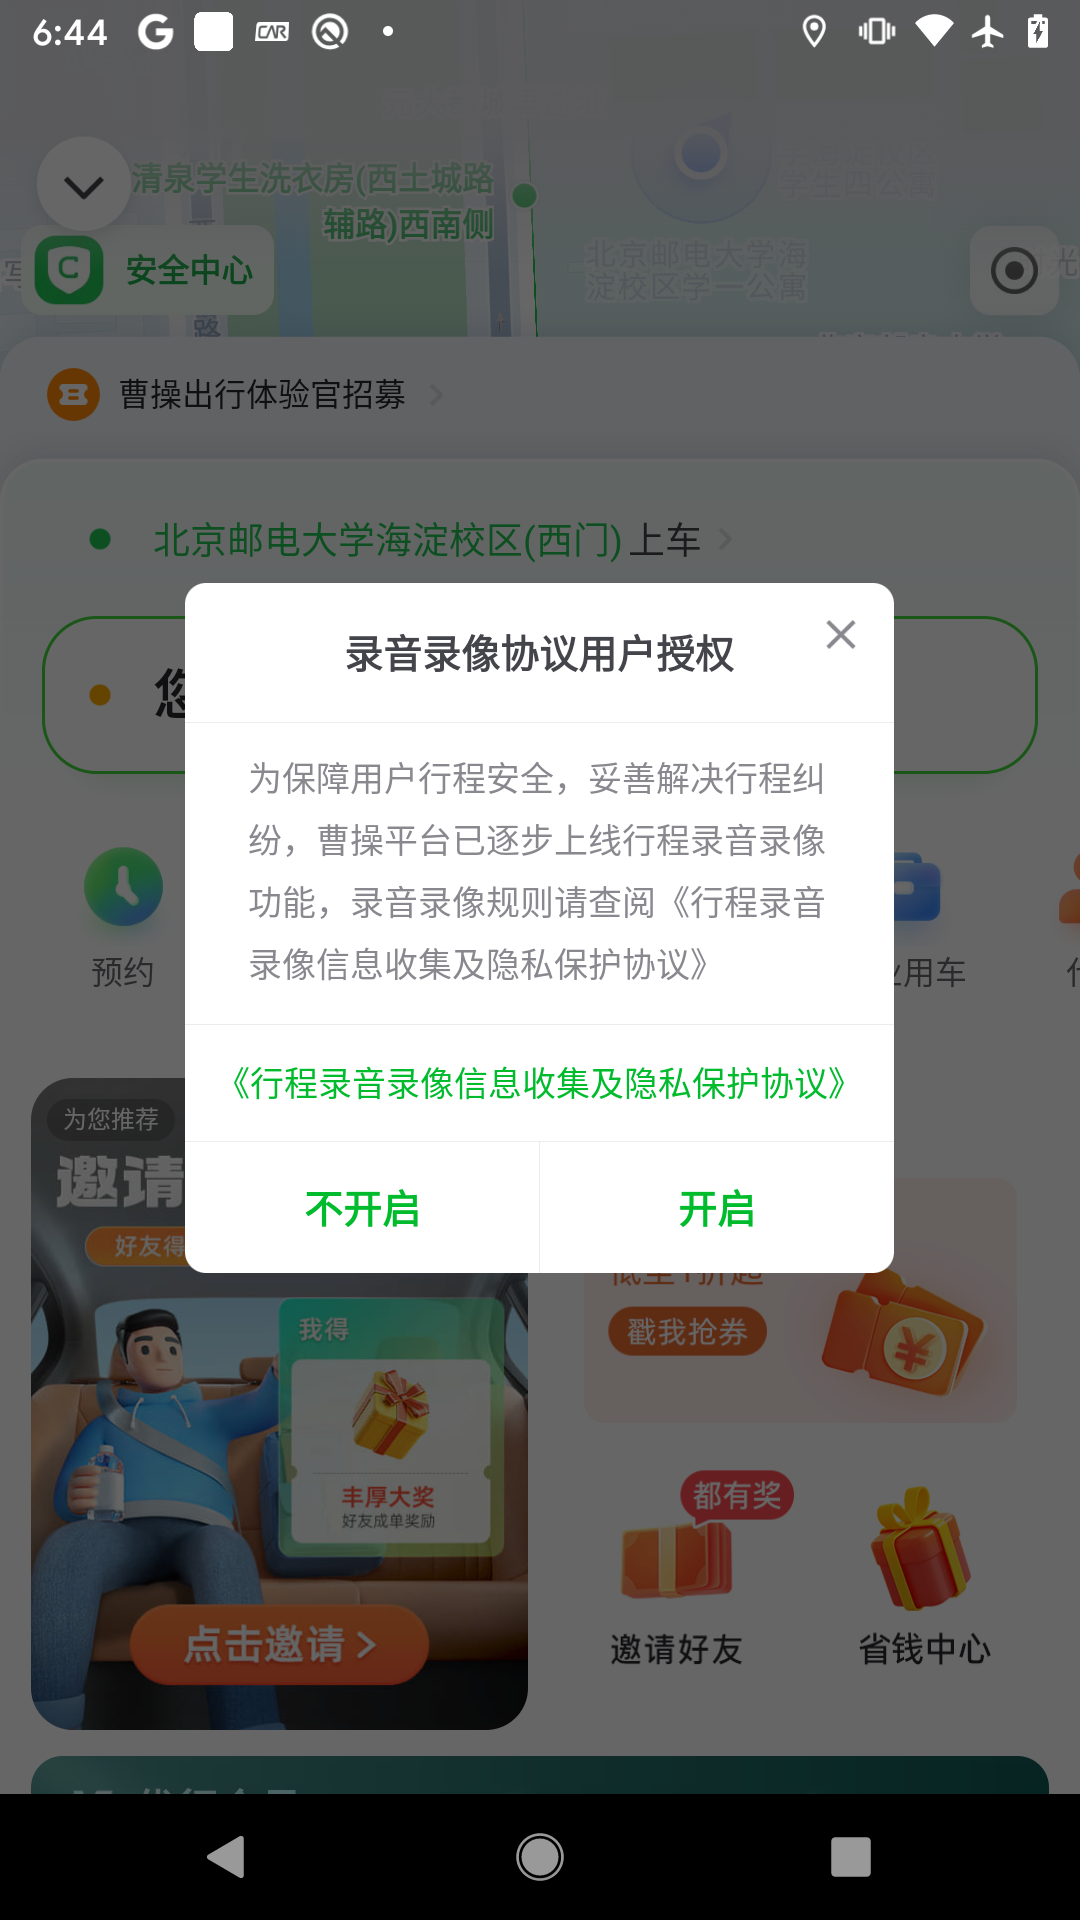 6:44
清泉学生洗衣房(西土城路
辅路)西南侧
学生四公寓
北京邮电大学海
淀校区学一公寓
安全中心
路
曹操出行体验官招募
北京邮电大学海淀校区(西门) 上车
录音录像协议用户授权
您
为保障用户行程安全，妥善解决行程纠
纷，曹操平台已逐步上线行程录音录像
功能，录音录像规则请查阅《行程录音
录像信息收集及隐私保护协议》
预约
用车
《行程录音录像信息收集及隐私保护协议》
为您推荐
邀请
不开启
开启
好友得
低至1折起
戳我抢券
我得
丰厚大奖
好友成单奖励
都有奖
点击邀请
邀请好友
省钱中心